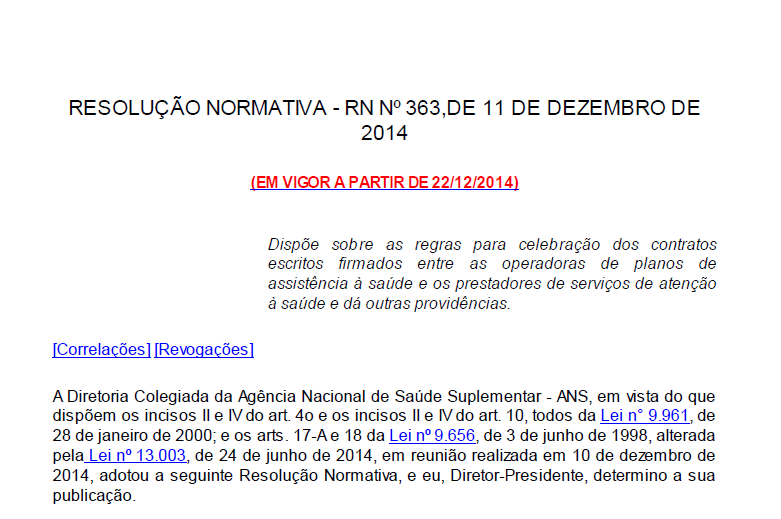 RESOLUÇÃO NORMATIVA - RN Nº 363,DE 11 DE DEZEMBRO DE
2014
(EM VIGOR A PARTIR DE 22/12/2014)
Dispõe sobre as regras para celebração dos contratos
escritos firmados entre as operadoras de planos de
assistência à saúde e os prestadores de serviços de atenção
à saúde e dá outras providências.
[Correlações] [Revogações]
A Diretoria Colegiada da Agência Nacional de Saúde Suplementar - ANS, em vista do que
dispõem os incisos II e IV do art. 4o e os incisos II e IV do art. 10, todos da Lei n° 9.961, de
28 de janeiro de 2000; e os arts. 17-A e 18 da Lei nº 9.656, de 3 de junho de 1998, alterada
pela Lei nº 13.003, de 24 de junho de 2014, em reunião realizada em 10 de dezembro de
2014, adotou a seguinte Resolução Normativa, e eu, Diretor-Presidente, determino a sua
publicação.